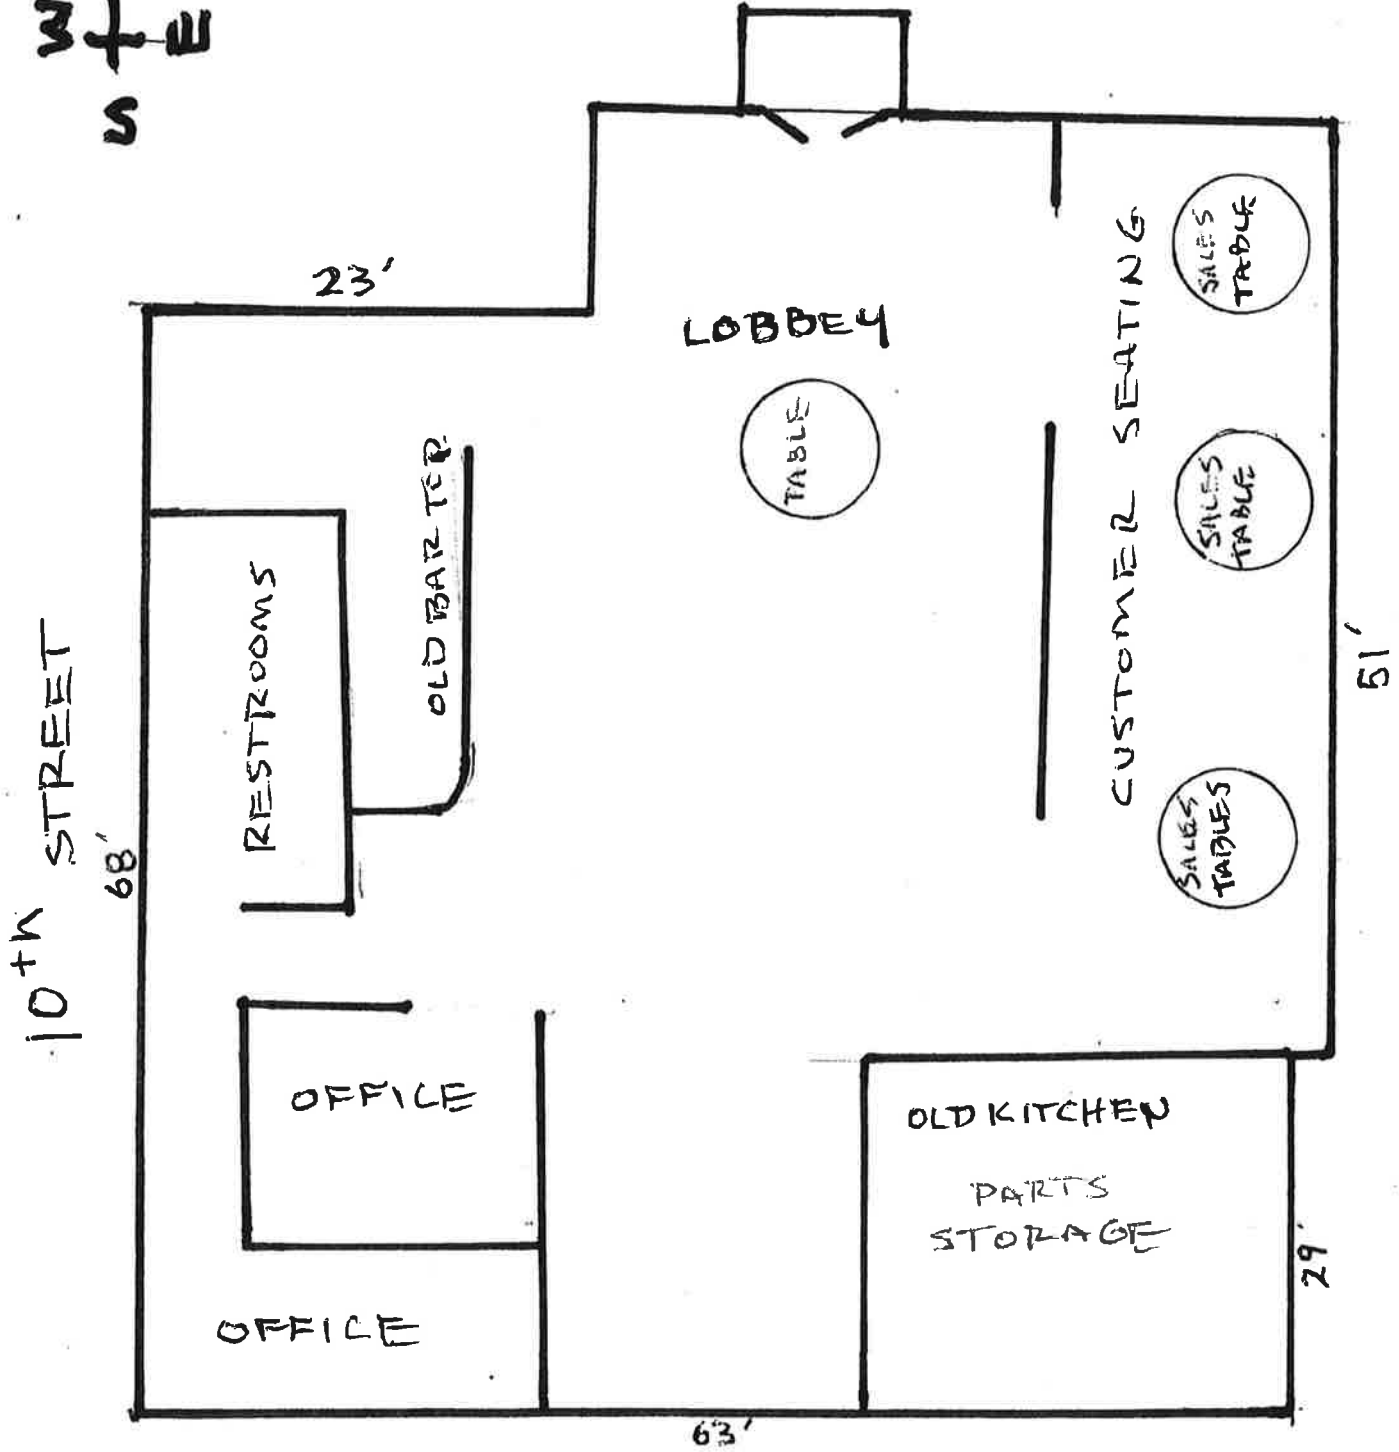 W E
S
23'
LOBBEY
TABLE
SALES
TABLE
CUSTOMER SEATING
SALES
TABLE
SALES
TABLES
51'
OLD BAR TOP
RESTROOMS
10th STREET
68'
OFFICE
OFFICE
OLD KITCHEN
PARTS
STORAGE
29'
63'